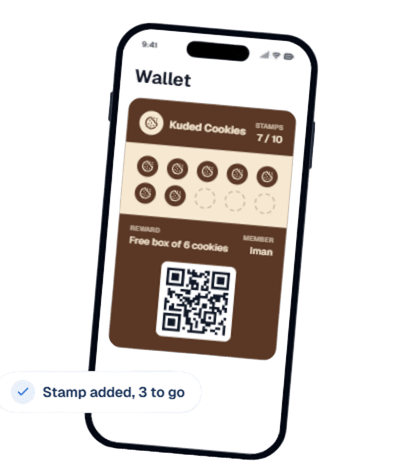 9:41
Wallet
Kuded Cookies
STAMPS
7 / 10
REWARD
Free box of 6 cookies
MEMBER
Iman
Stamp added, 3 to go